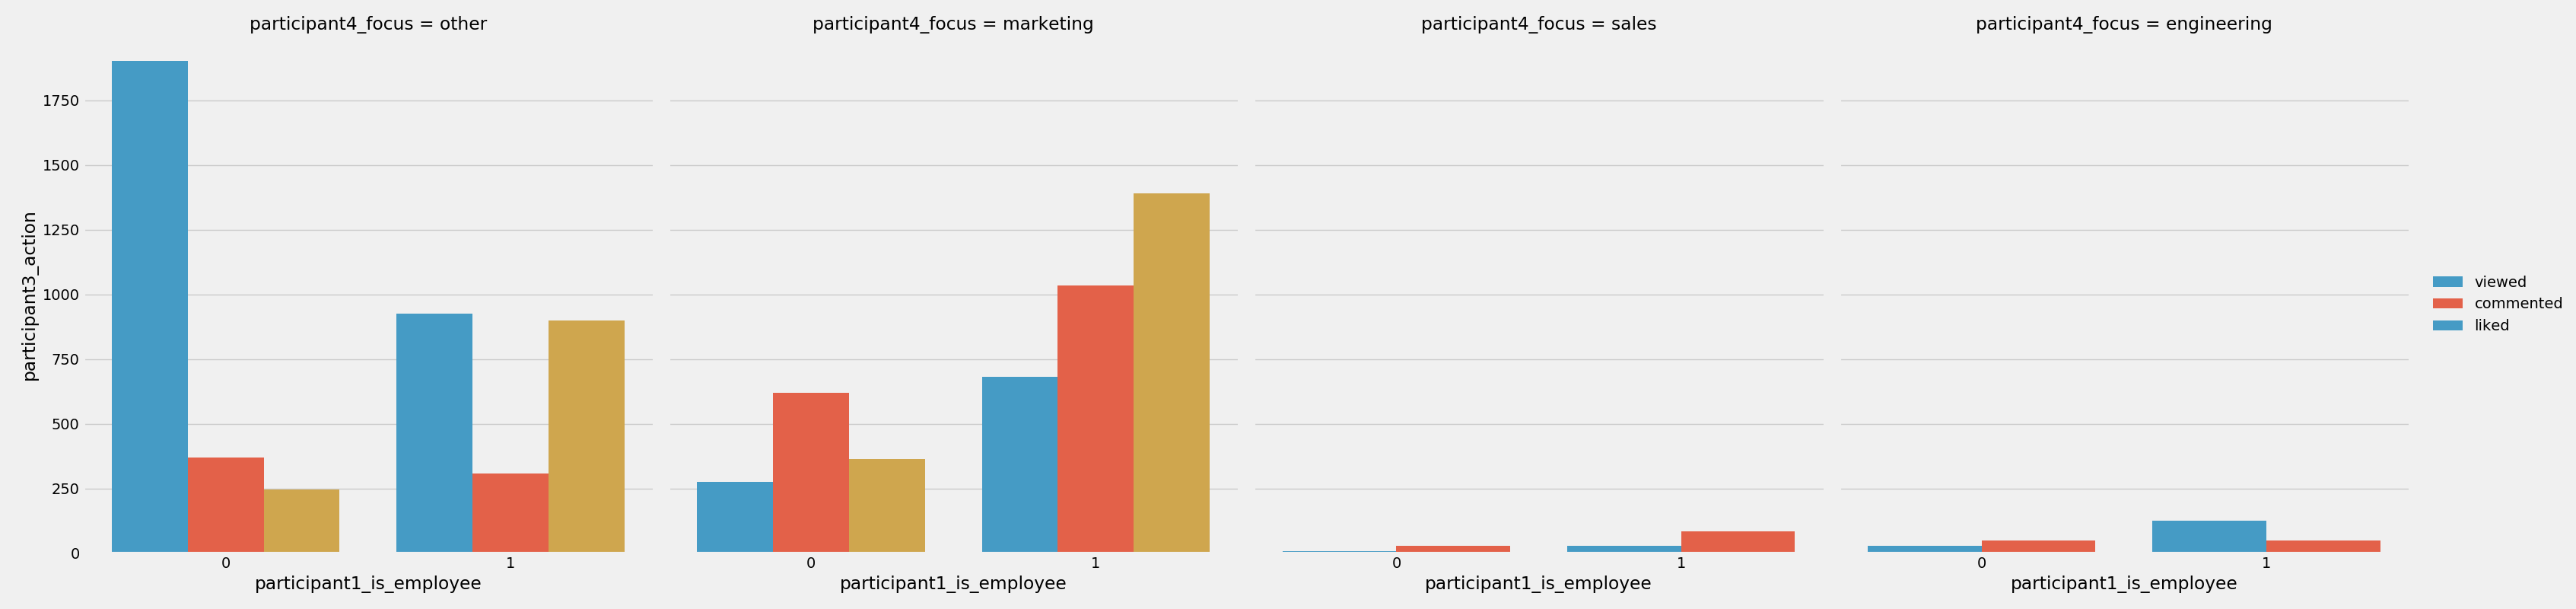 participant4_focus = other
participant4_focus = marketing
participant4_focus = sales
participant4_focus = engineering
participant3_action
1750
1500
1250
1000
750
500
250
0
0
1
0
1
0
1
0
1
participant1_is_employee
participant1_is_employee
participant1_is_employee
participant1_is_employee
viewed
commented
liked